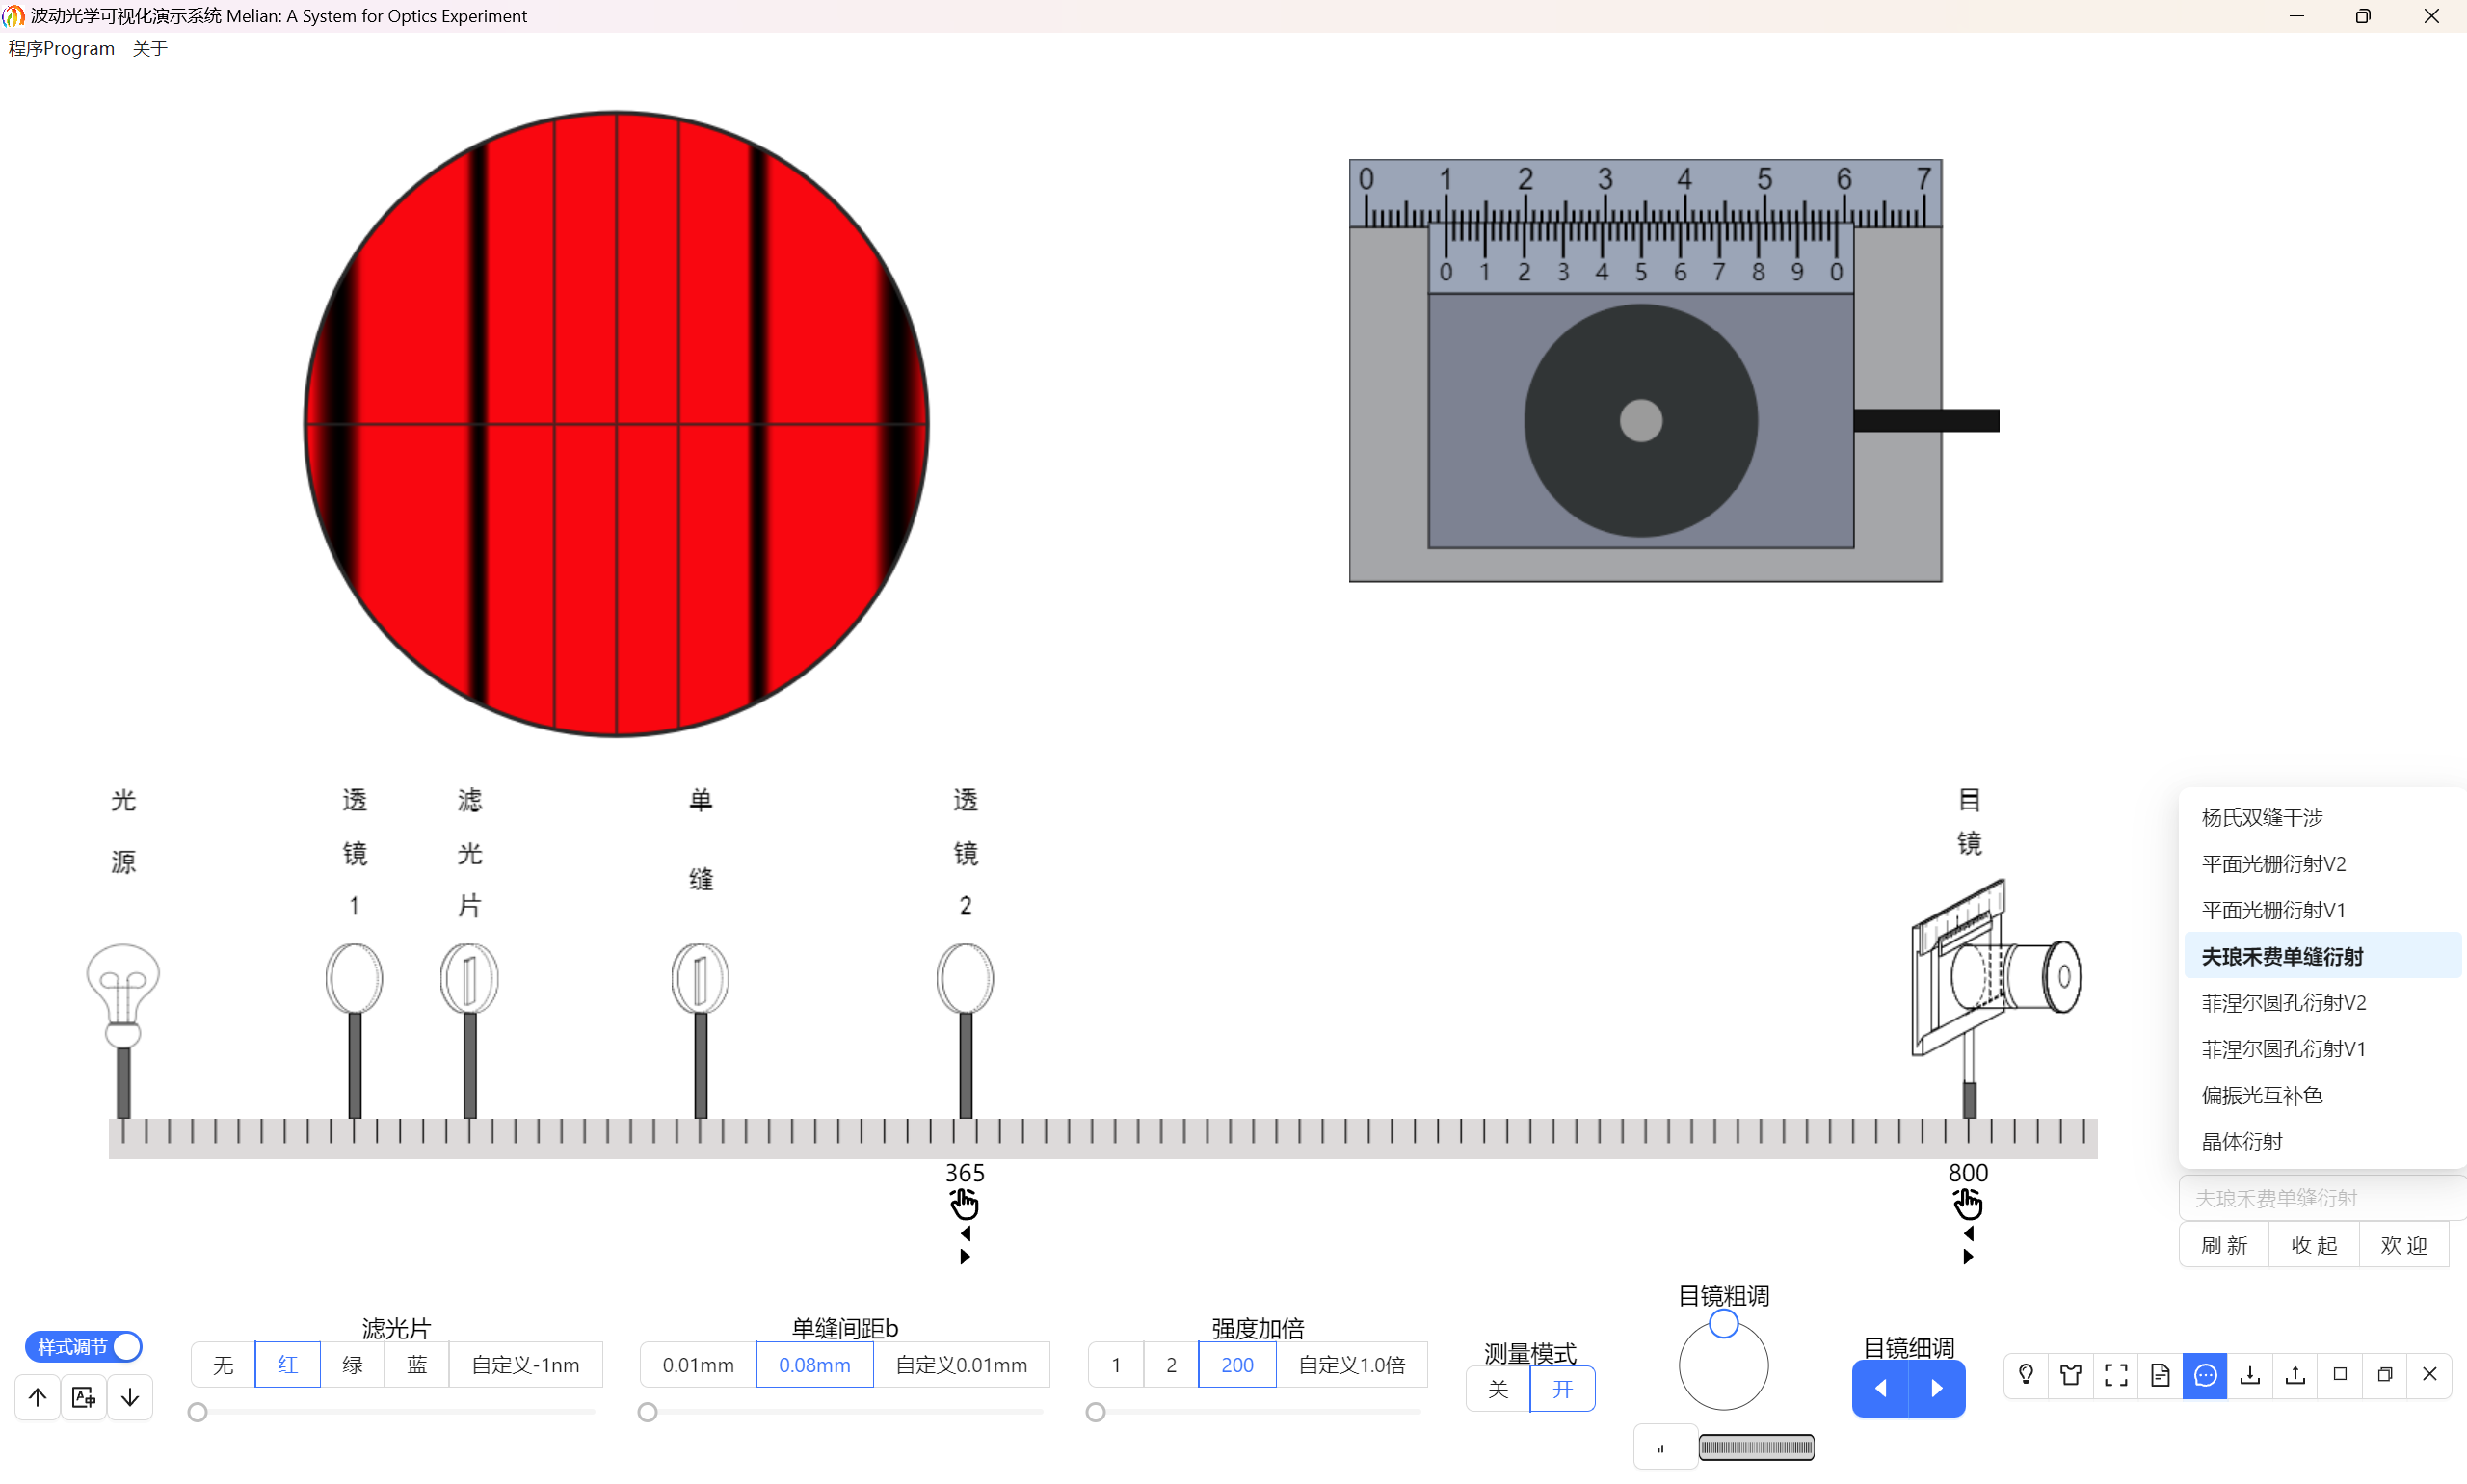 波动光学可视化演示系统 Melian: A System for Optics Experiment
程序Program 关于
0 1 2 3 4 5 6 7
0 1 2 3 4 5 6 7 8 9 0
光源
透镜1
滤光片
单缝
透镜2
目镜
365
800
杨氏双缝干涉
平面光栅衍射V2
平面光栅衍射V1
夫琅禾费单缝衍射
菲涅尔圆孔衍射V2
菲涅尔圆孔衍射V1
偏振光互补色
晶体衍射
夫琅禾费单缝衍射
刷新 收起 欢迎
样式调节
滤光片
无 红 绿 蓝 自定义-1nm
单缝间距b
0.01mm 0.08mm 自定义0.01mm
强度加倍
1 2 200 自定义1.0倍
测量模式
关 开
目镜粗调
目镜细调